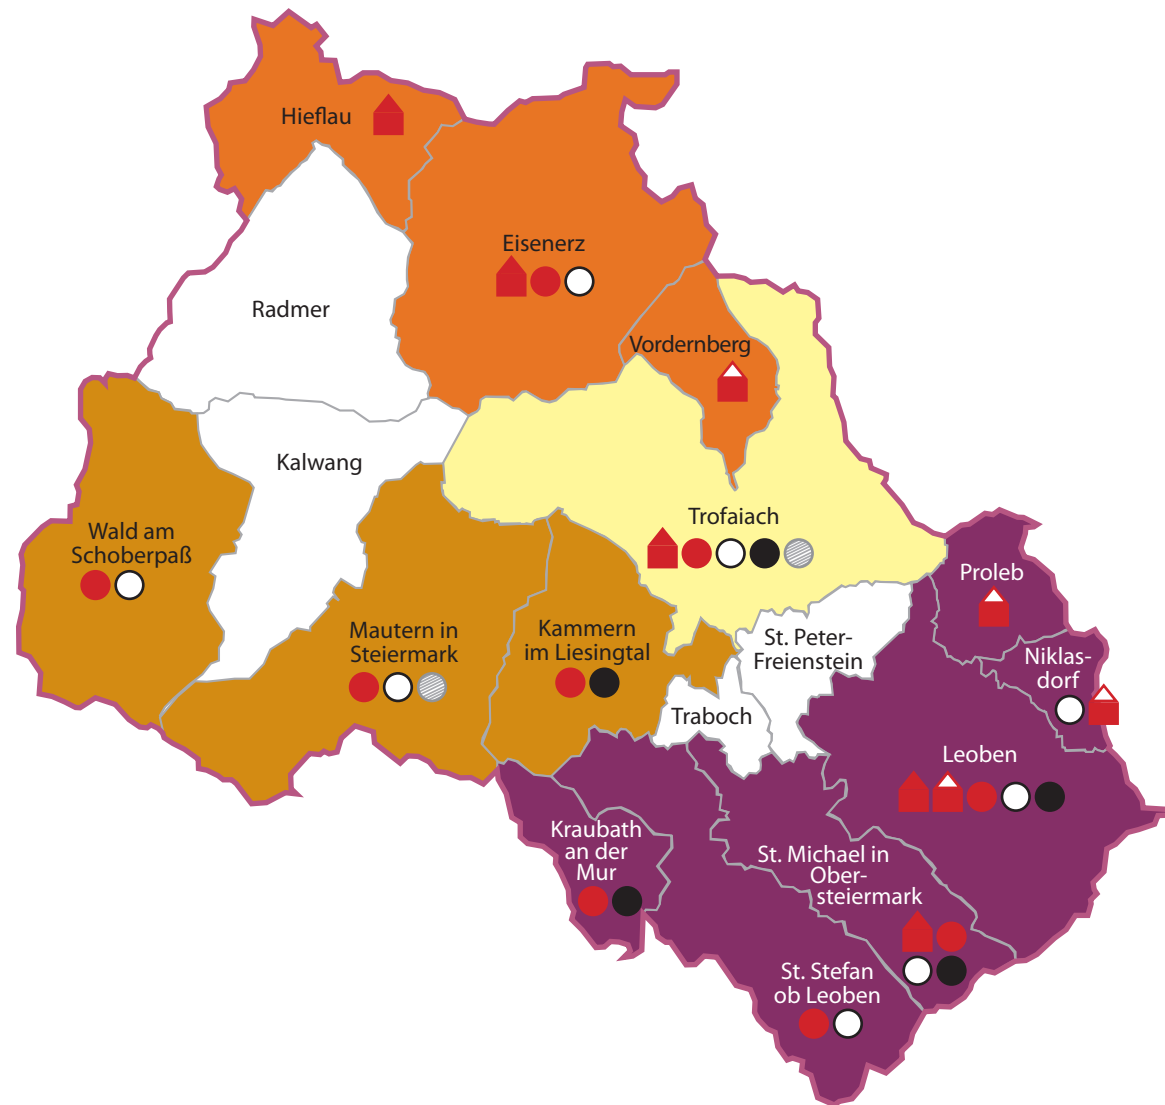 Hieflau
Eisenerz
Radmer
Vordernberg
Kalwang
Trofaiach
Wald am
Schoberpaß
Proleb
Mautern in
Steiermark
Kammern
im Liesingtal
St. Peter-
Freienstein
Niklas-
dorf
Traboch
Leoben
Kraubath
an der
Mur
St. Michael in
Ober-
steiermark
St. Stefan
ob Leoben